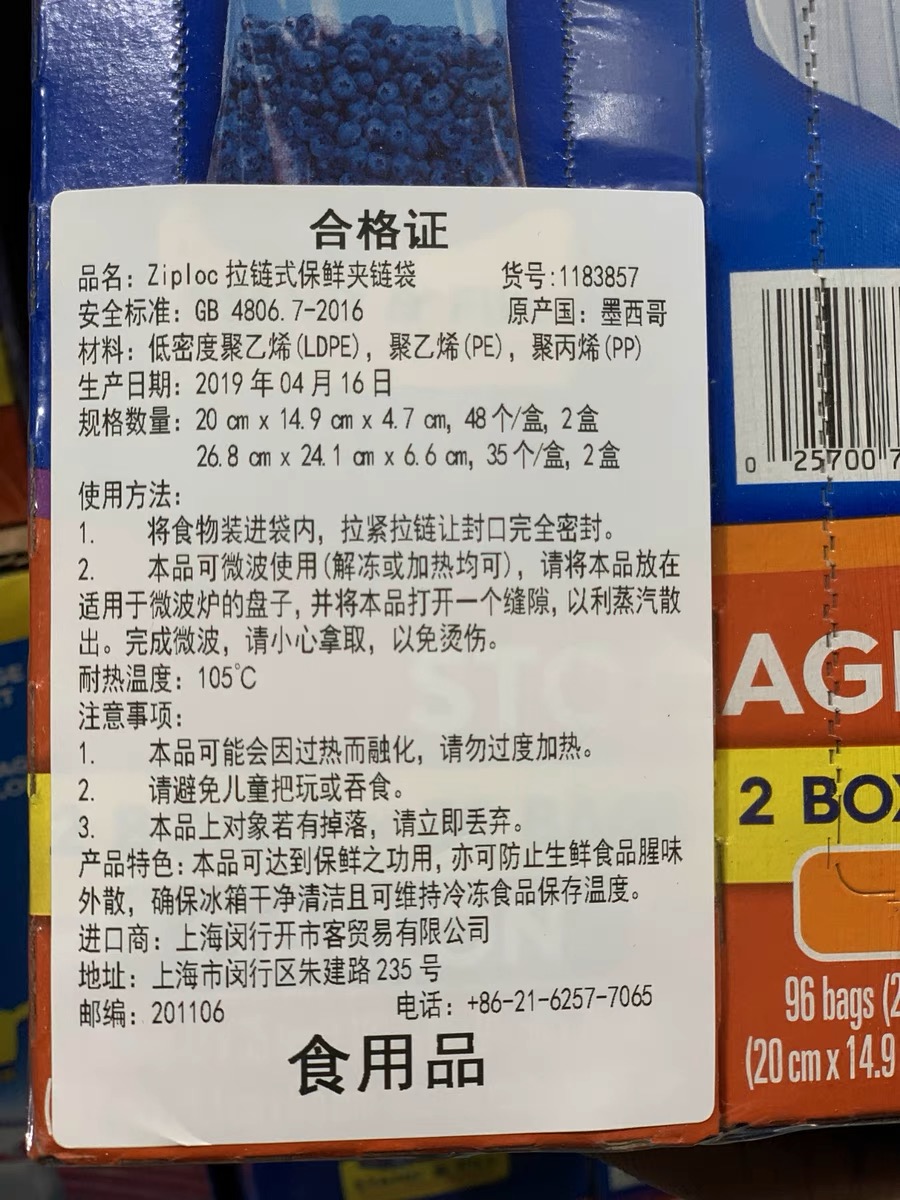 合格证
品名：Ziploc 拉链式保鲜夹链袋 货号:1183857
安全标准：GB 4806.7-2016 原产国：墨西哥
材料：低密度聚乙烯(LDPE)，聚乙烯(PE)，聚丙烯(PP)
生产日期：2019 年 04 月 16 日
规格数量：20 cm x 14.9 cm x 4.7 cm, 48 个/盒, 2 盒
26.8 cm x 24.1 cm x 6.6 cm, 35 个/盒, 2 盒
使用方法：
1. 将食物装进袋内，拉紧拉链让封口完全密封。
2. 本品可微波使用(解冻或加热均可)，请将本品放在
适用于微波炉的盘子, 并将本品打开一个缝隙, 以利蒸汽散
出。完成微波，请小心拿取，以免烫伤。
耐热温度：105℃
注意事项：
1. 本品可能会因过热而融化，请勿过度加热。
2. 请避免儿童把玩或吞食。
3. 本品上对象若有掉落，请立即丢弃。
产品特色：本品可达到保鲜之功用, 亦可防止生鲜食品腥味
外散，确保冰箱干净清洁且可维持冷冻食品保存温度。
进口商：上海闵行开市客贸易有限公司
地址：上海市闵行区朱建路 235 号
邮编：201106 电话：+86-21-6257-7065
食用品
0 25700 7
AG
2 BOX
96 bags (2
(20 cm x 14.9